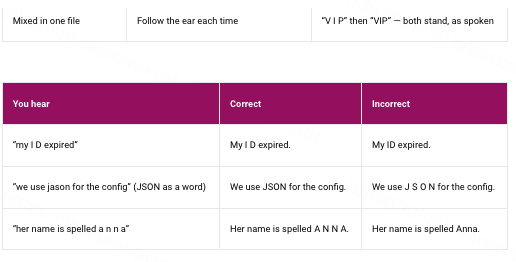 Mixed in one file Follow the ear each time “V I P” then “VIP” — both stand, as spoken
You hear Correct Incorrect
“my I D expired” My I D expired. My ID expired.
“we use jason for the config” (JSON as a word) We use JSON for the config. We use J S O N for the config.
“her name is spelled a n n a” Her name is spelled A N N A. Her name is spelled Anna.